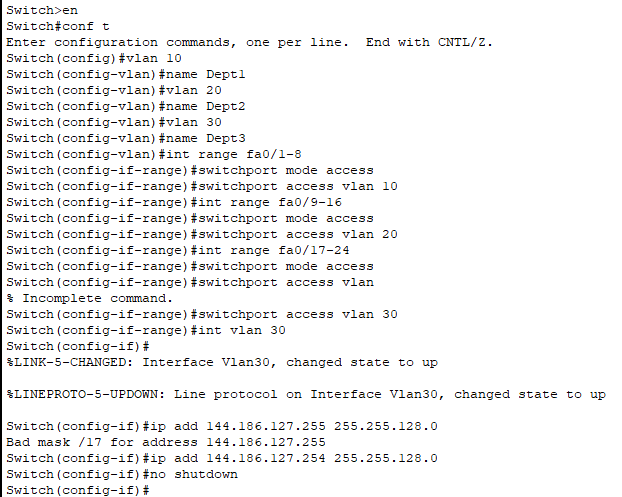 Switch>en
Switch#conf t
Enter configuration commands, one per line.  End with CNTL/Z.
Switch(config)#vlan 10
Switch(config-vlan)#name Dept1
Switch(config-vlan)#vlan 20
Switch(config-vlan)#name Dept2
Switch(config-vlan)#vlan 30
Switch(config-vlan)#name Dept3
Switch(config-vlan)#int range fa0/1-8
Switch(config-if-range)#switchport mode access
Switch(config-if-range)#switchport access vlan 10
Switch(config-if-range)#int range fa0/9-16
Switch(config-if-range)#switchport mode access
Switch(config-if-range)#switchport access vlan 20
Switch(config-if-range)#int range fa0/17-24
Switch(config-if-range)#switchport mode access
Switch(config-if-range)#switchport access vlan
% Incomplete command.
Switch(config-if-range)#switchport access vlan 30
Switch(config-if-range)#int vlan 30
Switch(config-if)#
%LINK-5-CHANGED: Interface Vlan30, changed state to up
%LINEPROTO-5-UPDOWN: Line protocol on Interface Vlan30, changed state to up
Switch(config-if)#ip add 144.186.127.255 255.255.128.0
Bad mask /17 for address 144.186.127.255
Switch(config-if)#ip add 144.186.127.254 255.255.128.0
Switch(config-if)#no shutdown
Switch(config-if)#